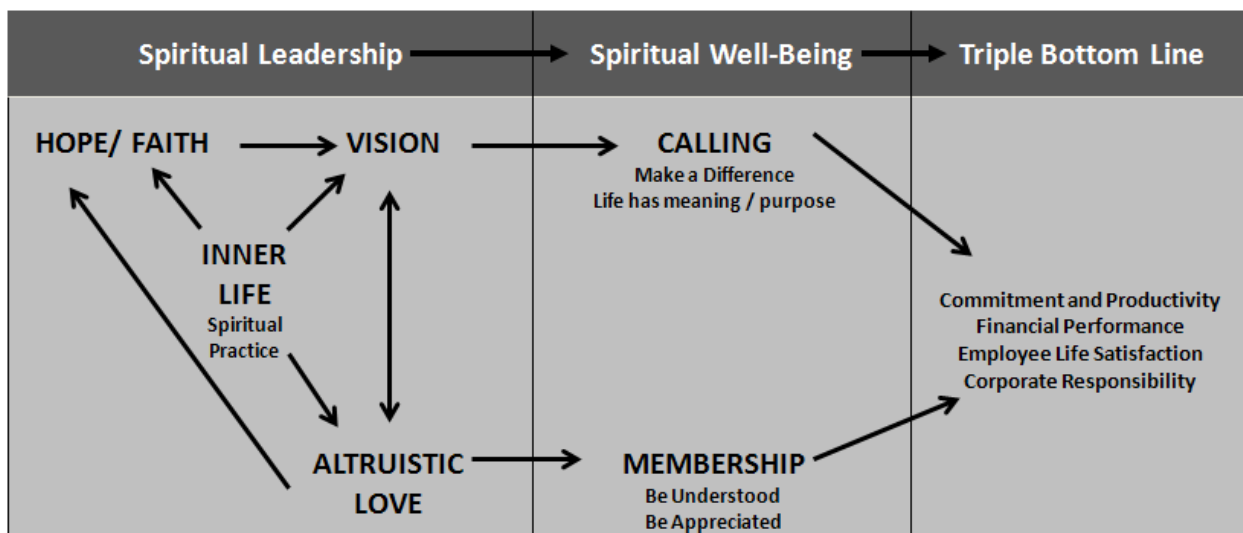 Spiritual Leadership
Spiritual Well-Being
Triple Bottom Line
HOPE/ FAITH
VISION
CALLING
Make a Difference
Life has meaning / purpose
INNER
LIFE
Spiritual
Practice
Commitment and Productivity
Financial Performance
Employee Life Satisfaction
Corporate Responsibility
ALTRUISTIC
LOVE
MEMBERSHIP
Be Understood
Be Appreciated